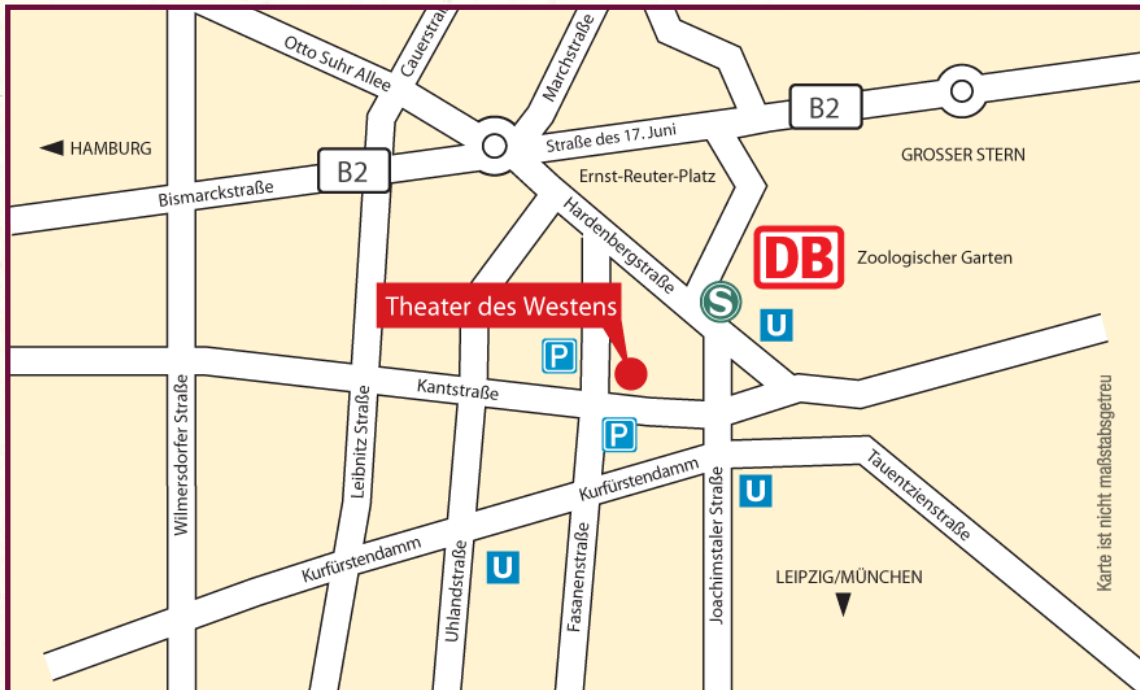 Otto Suhr Allee
Cauerstraß
Marchstraße
B2
HAMBURG
Straße des 17. Juni
GROSSER STERN
B2
Ernst-Reuter-Platz
Bismarckstraße
Hardenbergstraße
DB
Zoologischer Garten
S
Theater des Westens
U
P
Kantstraße
P
Wilmersdorfer Straße
Leibnitz Straße
Kurfürstendamm
Tauentzienstraße
U
Joachimstaler Straße
Karte ist nicht maßstabsgetreu
Kurfürstendamm
Uhlandstraße
U
Fasanenstraße
LEIPZIG/MÜNCHEN